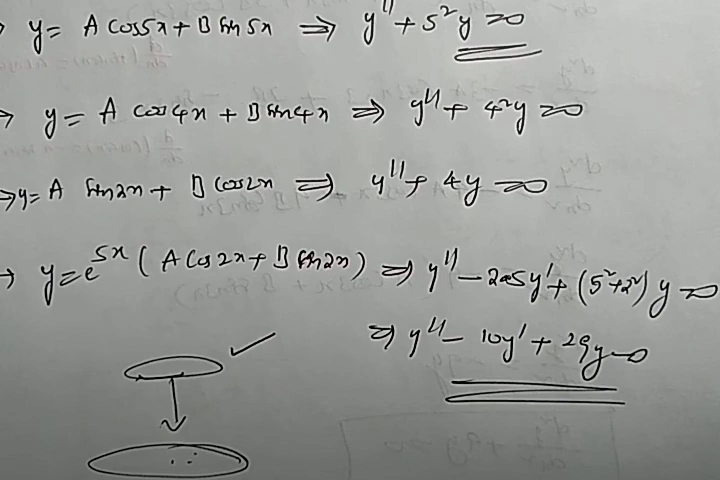 → y = A cos5x + B sin5x ⇒ y'' + 5²y = 0
→ y = A cos4x + B sin4x ⇒ y'' + 4²y = 0
→ y = A sin2x + B cos2x ⇒ y'' + 4y = 0
→ y = e^{5x} (A cos2x + B sin2x) ⇒ y'' - 2×5y' + (5²+2²) y = 0
⇒ y'' - 10y' + 29y = 0